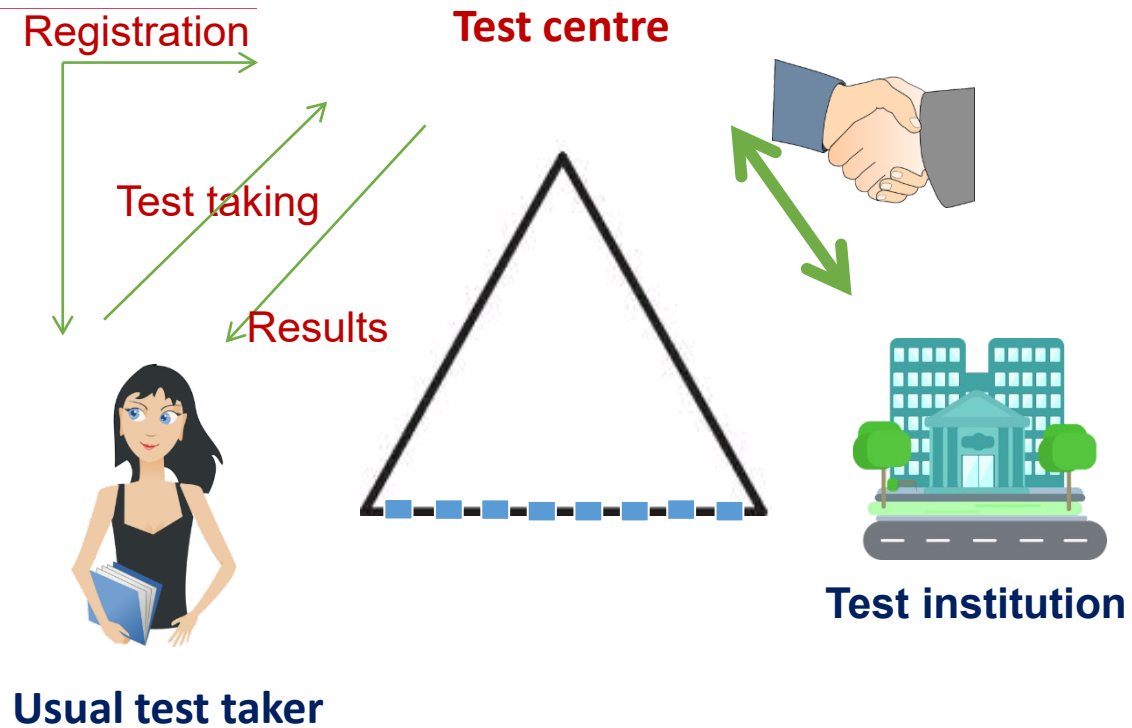 Registration
Test centre
Test taking
Results
Test institution
Usual test taker